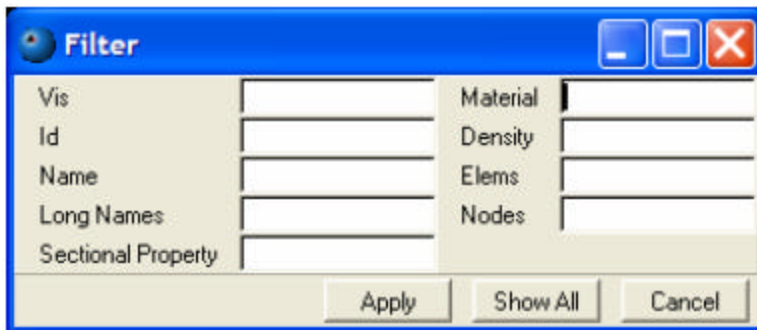 Filter
Vis Material
Id Density
Name Elems
Long Names Nodes
Sectional Property
Apply Show All Cancel